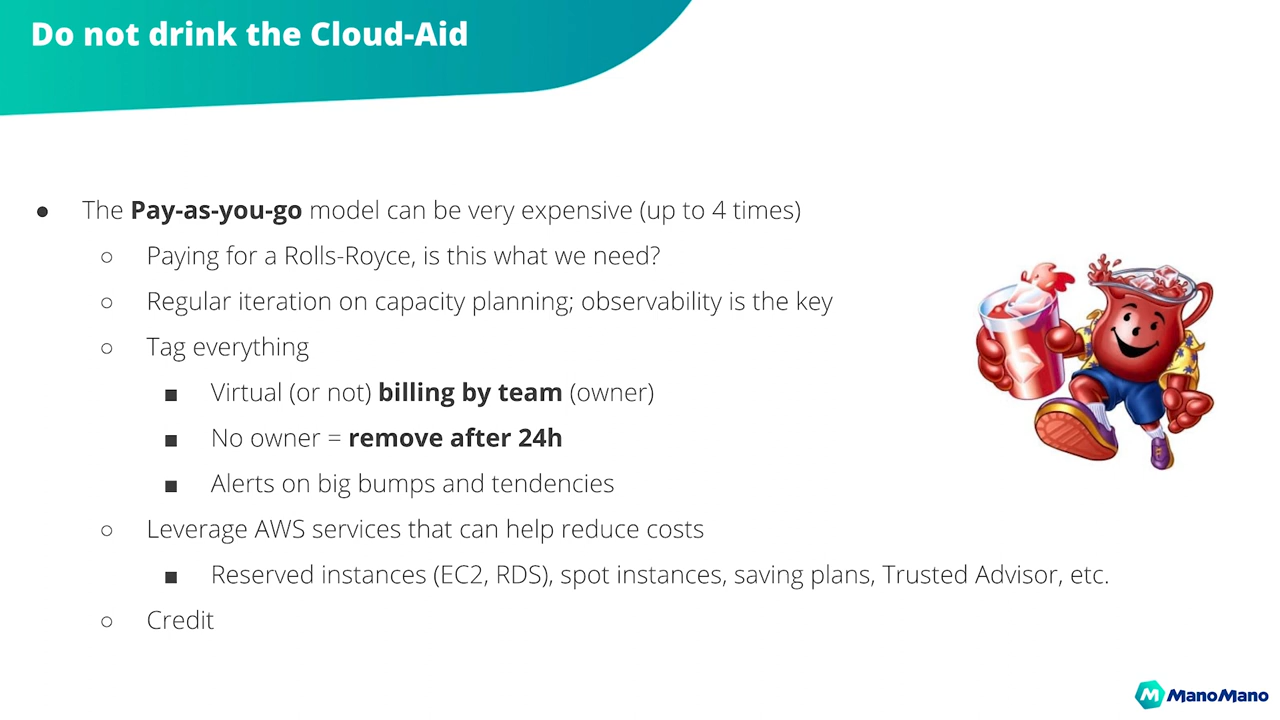 Do not drink the Cloud-Aid
● The Pay-as-you-go model can be very expensive (up to 4 times)
○ Paying for a Rolls-Royce, is this what we need?
○ Regular iteration on capacity planning; observability is the key
○ Tag everything
■ Virtual (or not) billing by team (owner)
■ No owner = remove after 24h
■ Alerts on big bumps and tendencies
○ Leverage AWS services that can help reduce costs
■ Reserved instances (EC2, RDS), spot instances, saving plans, Trusted Advisor, etc.
○ Credit
M ManoMano